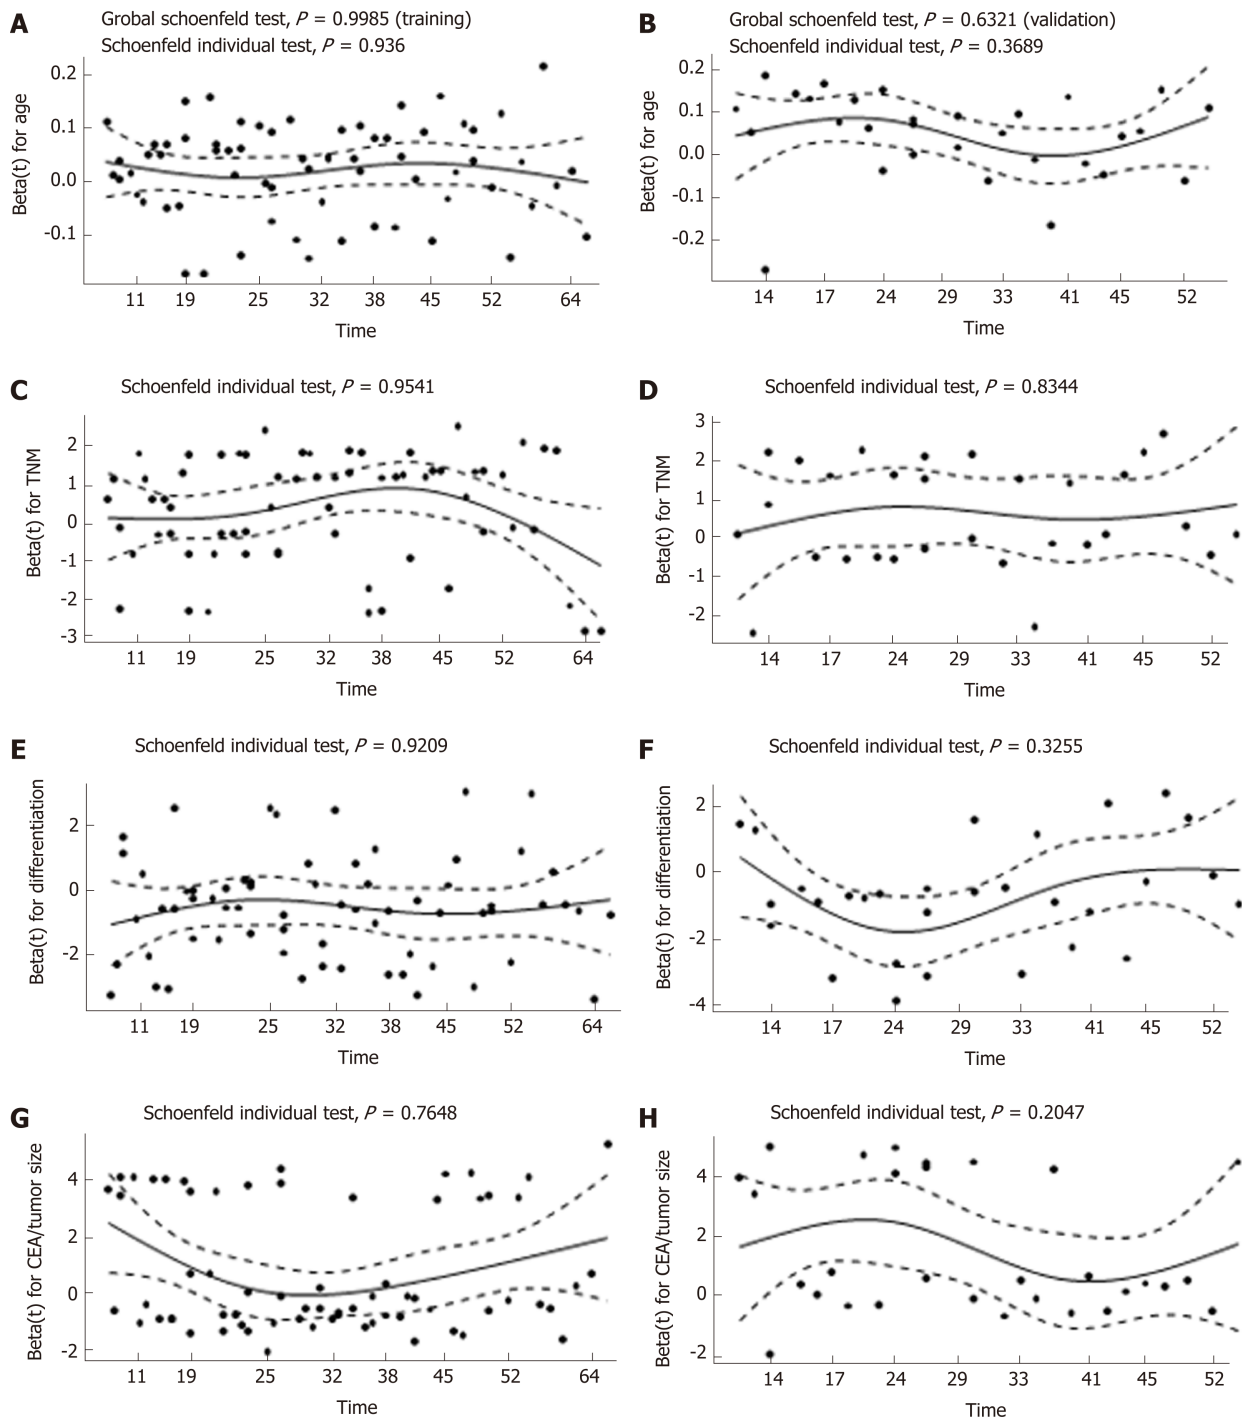 A
Grobal schoenfeld test, P = 0.9985 (training)
Schoenfeld individual test, P = 0.936
Beta(t) for age
0.2
0.1
0.0
-0.1
11 19 25 32 38 45 52 64
Time
B
Grobal schoenfeld test, P = 0.6321 (validation)
Schoenfeld individual test, P = 0.3689
Beta(t) for age
0.2
0.1
0.0
-0.1
-0.2
14 17 24 29 33 41 45 52
Time
C
Schoenfeld individual test, P = 0.9541
Beta(t) for TNM
2
1
0
-1
-2
-3
11 19 25 32 38 45 52 64
Time
D
Schoenfeld individual test, P = 0.8344
Beta(t) for TNM
3
2
1
0
-1
-2
14 17 24 29 33 41 45 52
Time
E
Schoenfeld individual test, P = 0.9209
Beta(t) for differentiation
2
0
-2
11 19 25 32 38 45 52 64
Time
F
Schoenfeld individual test, P = 0.3255
Beta(t) for differentiation
2
0
-2
-4
14 17 24 29 33 41 45 52
Time
G
Schoenfeld individual test, P = 0.7648
Beta(t) for CEA/tumor size
4
2
0
-2
11 19 25 32 38 45 52 64
Time
H
Schoenfeld individual test, P = 0.2047
Beta(t) for CEA/tumor size
4
2
0
-2
14 17 24 29 33 41 45 52
Time